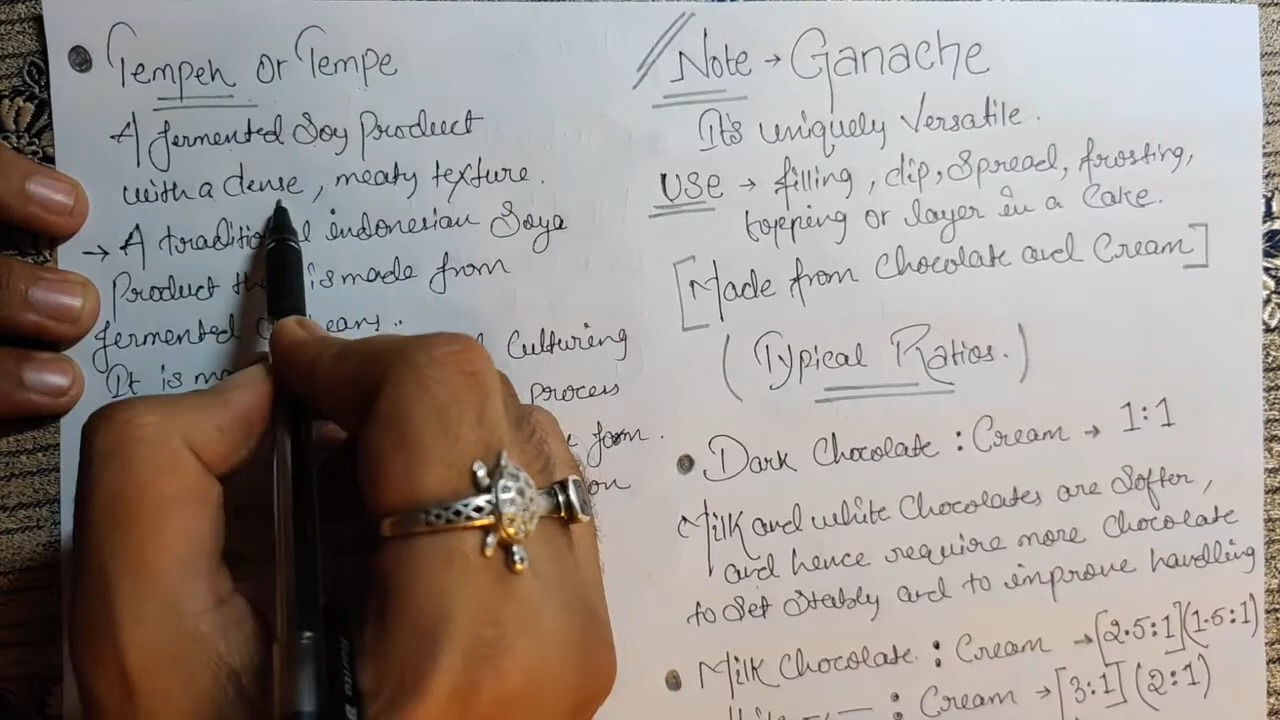 Tempeh or Tempe
A fermented Soy Product
with a dense, meaty texture.
→ A traditio l indonesian Soya
Product th is made from
fermented eans..
It is m culturing
process
form.
on
Note → Ganache
It's uniquely Versatile.
USE → filling, dip, Spread, frosting,
topping or layer in a Cake.
[Made from Chocolate and Cream]
(Typical Ratios.)
Dark Chocolate : Cream → 1:1
Milk and white Chocolates are Softer,
and hence require more chocolate
to Set Stably and to improve handling
Milk Chocolate : Cream → [2.5:1] (1.5:1)
: Cream → [3:1] (2:1)